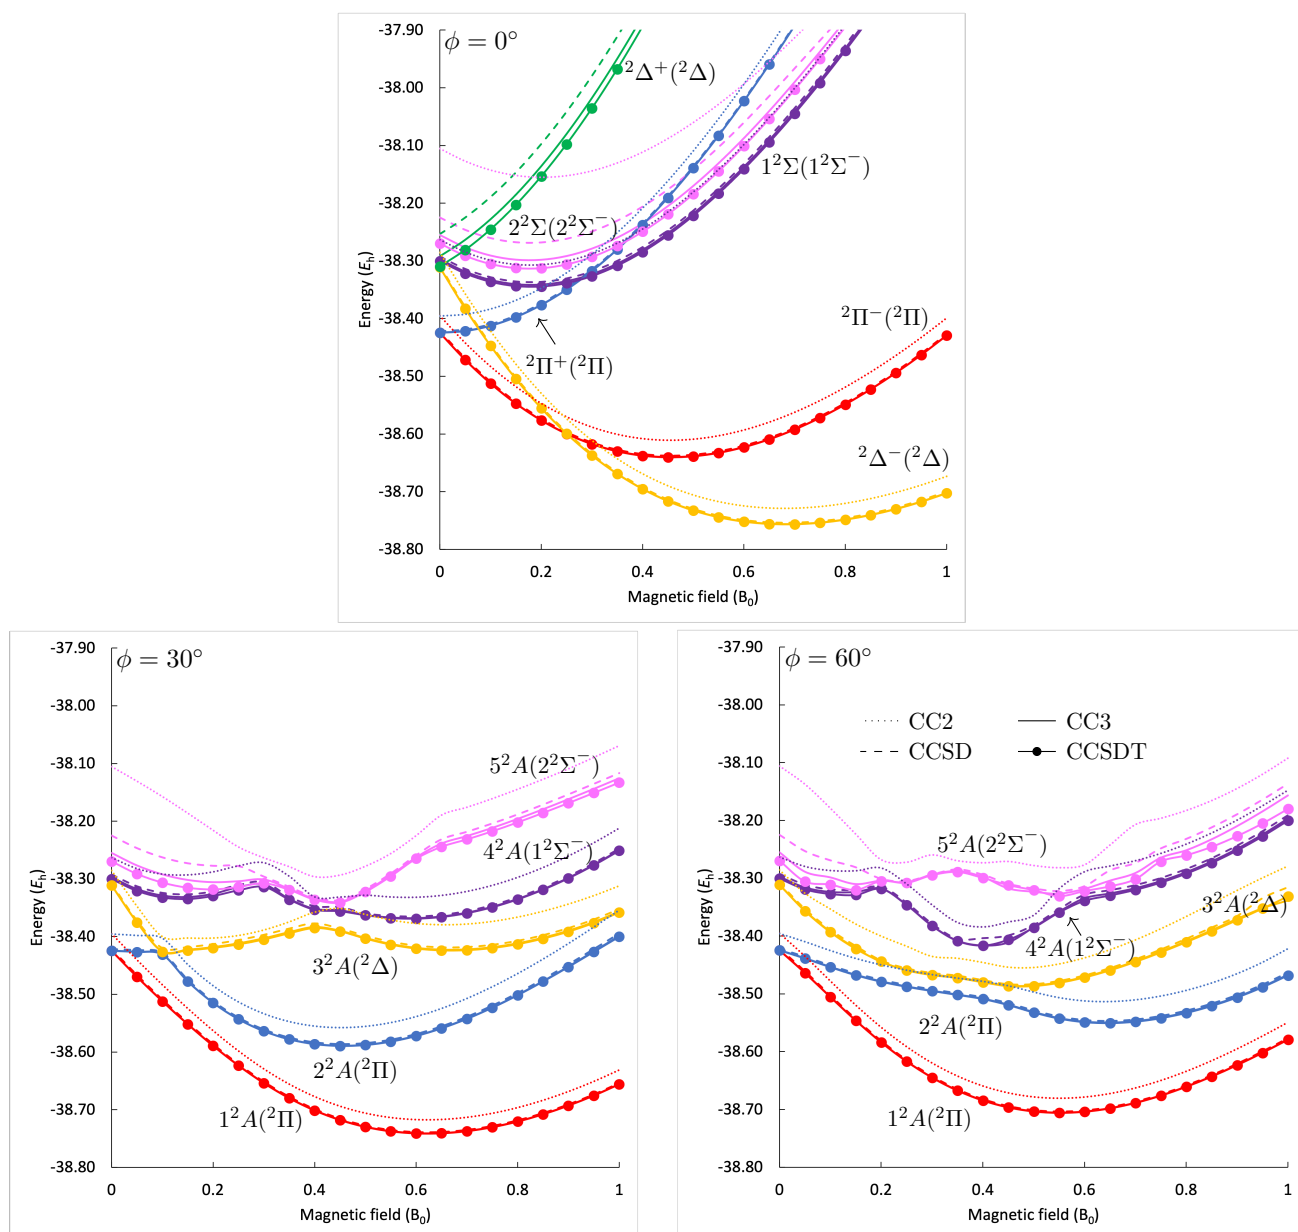 ϕ = 0°
-37.90
-38.00
-38.10
-38.20
-38.30
-38.40
-38.50
-38.60
-38.70
-38.80
Energy (Eₕ)
²Δ⁺(²Δ)
1²Σ(1²Σ⁻)
2²Σ(2²Σ⁻)
²Π⁻(²Π)
²Π⁺(²Π)
²Δ⁻(²Δ)
0 0.2 0.4 0.6 0.8 1
Magnetic field (B₀)
ϕ = 30°
-37.90
-38.00
-38.10
-38.20
-38.30
-38.40
-38.50
-38.60
-38.70
-38.80
Energy (Eₕ)
5²A(2²Σ⁻)
4²A(1²Σ⁻)
3²A(²Δ)
2²A(²Π)
1²A(²Π)
0 0.2 0.4 0.6 0.8 1
Magnetic field (B₀)
ϕ = 60°
-37.90
-38.00
-38.10
-38.20
-38.30
-38.40
-38.50
-38.60
-38.70
-38.80
Energy (Eₕ)
CC2 CC3
CCSD CCSDT
5²A(2²Σ⁻)
3²A(²Δ)
4²A(1²Σ⁻)
2²A(²Π)
1²A(²Π)
0 0.2 0.4 0.6 0.8 1
Magnetic field (B₀)